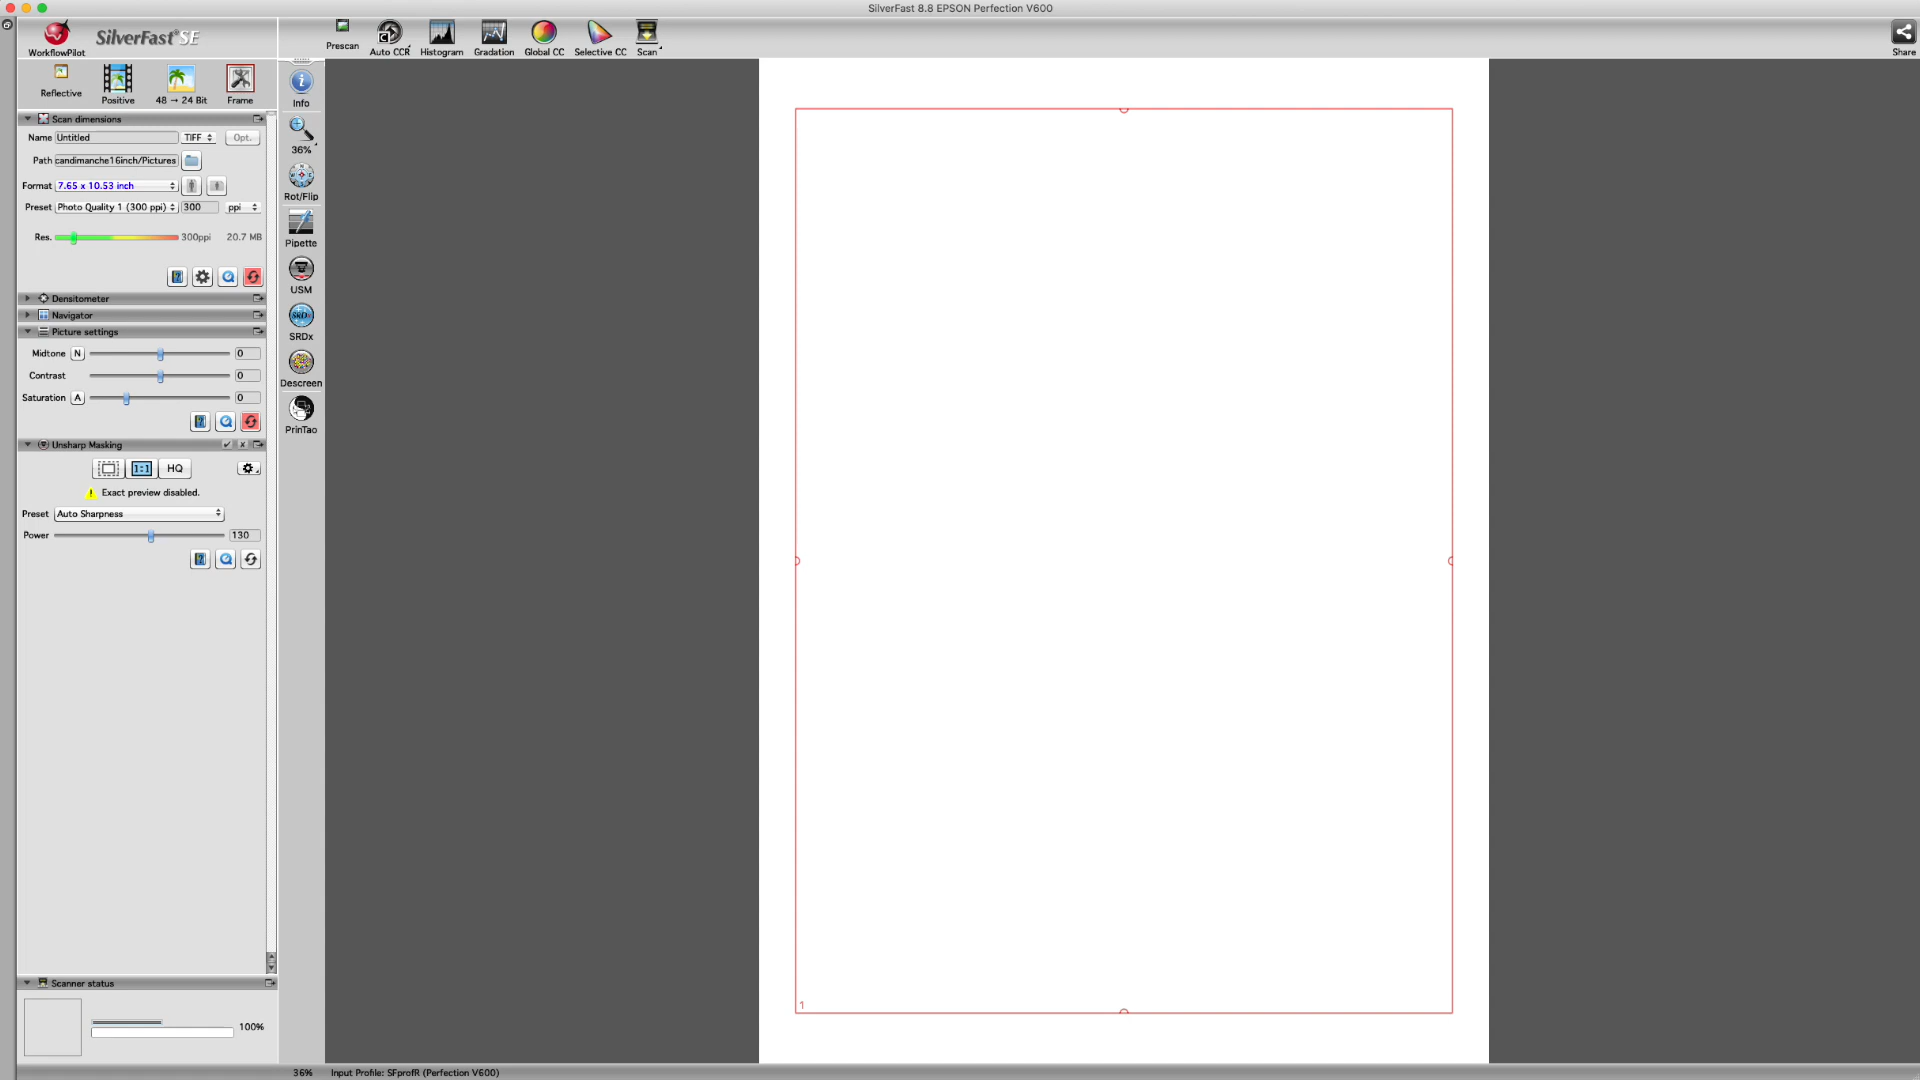 SilverFast 8.8 EPSON Perfection V600
WorkflowPilot
SilverFast® SE
Prescan
Auto CCR
Histogram
Gradation
Global CC
Selective CC
Scan
Share
Reflective
Positive
48 → 24 Bit
Frame
Info
36%
Rot/Flip
Pipette
USM
SRDx
SRDx
Descreen
PrinTao
Scan dimensions
Name Untitled TIFF Opt.
Path candimanche16inch/Pictures
Format 7.65 x 10.53 inch
Preset Photo Quality 1 (300 ppi) 300 ppi
Res. 300ppi 20.7 MB
Densitometer
Navigator
Picture settings
Midtone N 0
Contrast 0
Saturation A 0
Unsharp Masking
1:1 HQ
Exact preview disabled.
Preset Auto Sharpness
Power 130
1
Scanner status
100%
36% Input Profile: SFprofR (Perfection V600)